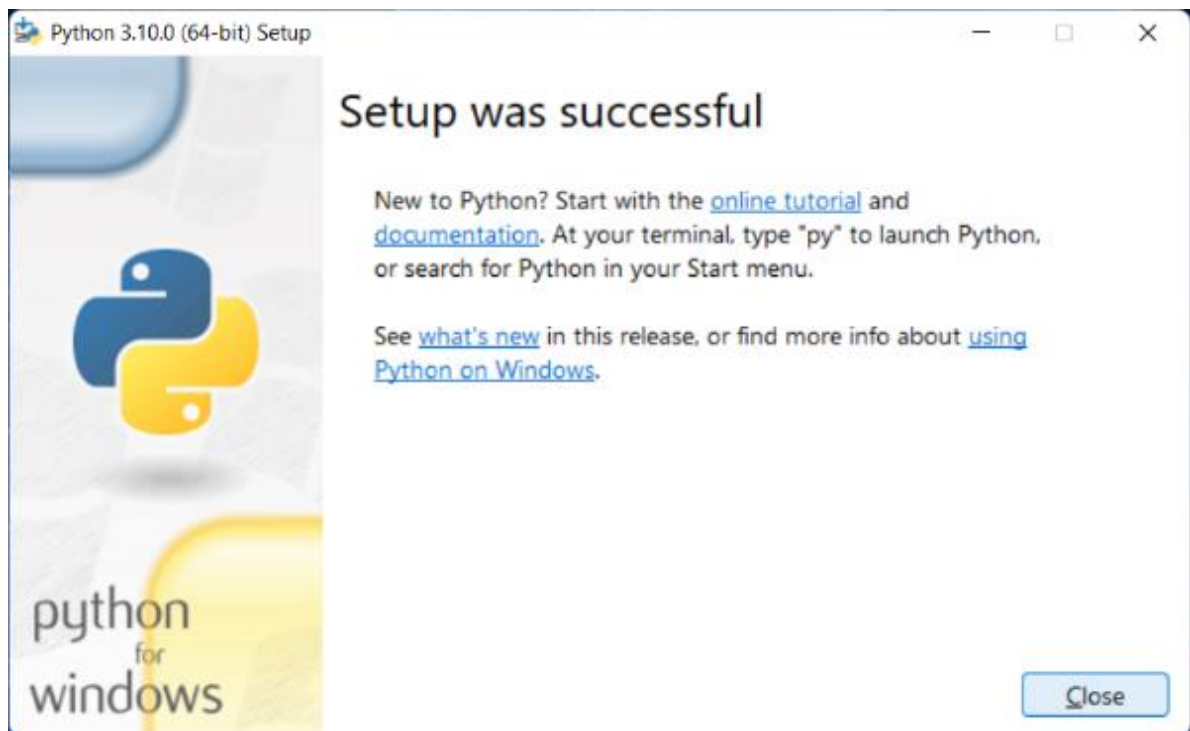 Python 3.10.0 (64-bit) Setup
Setup was successful
New to Python? Start with the online tutorial and
documentation. At your terminal, type "py" to launch Python,
or search for Python in your Start menu.
See what's new in this release, or find more info about using
Python on Windows.
python
for
windows
Close